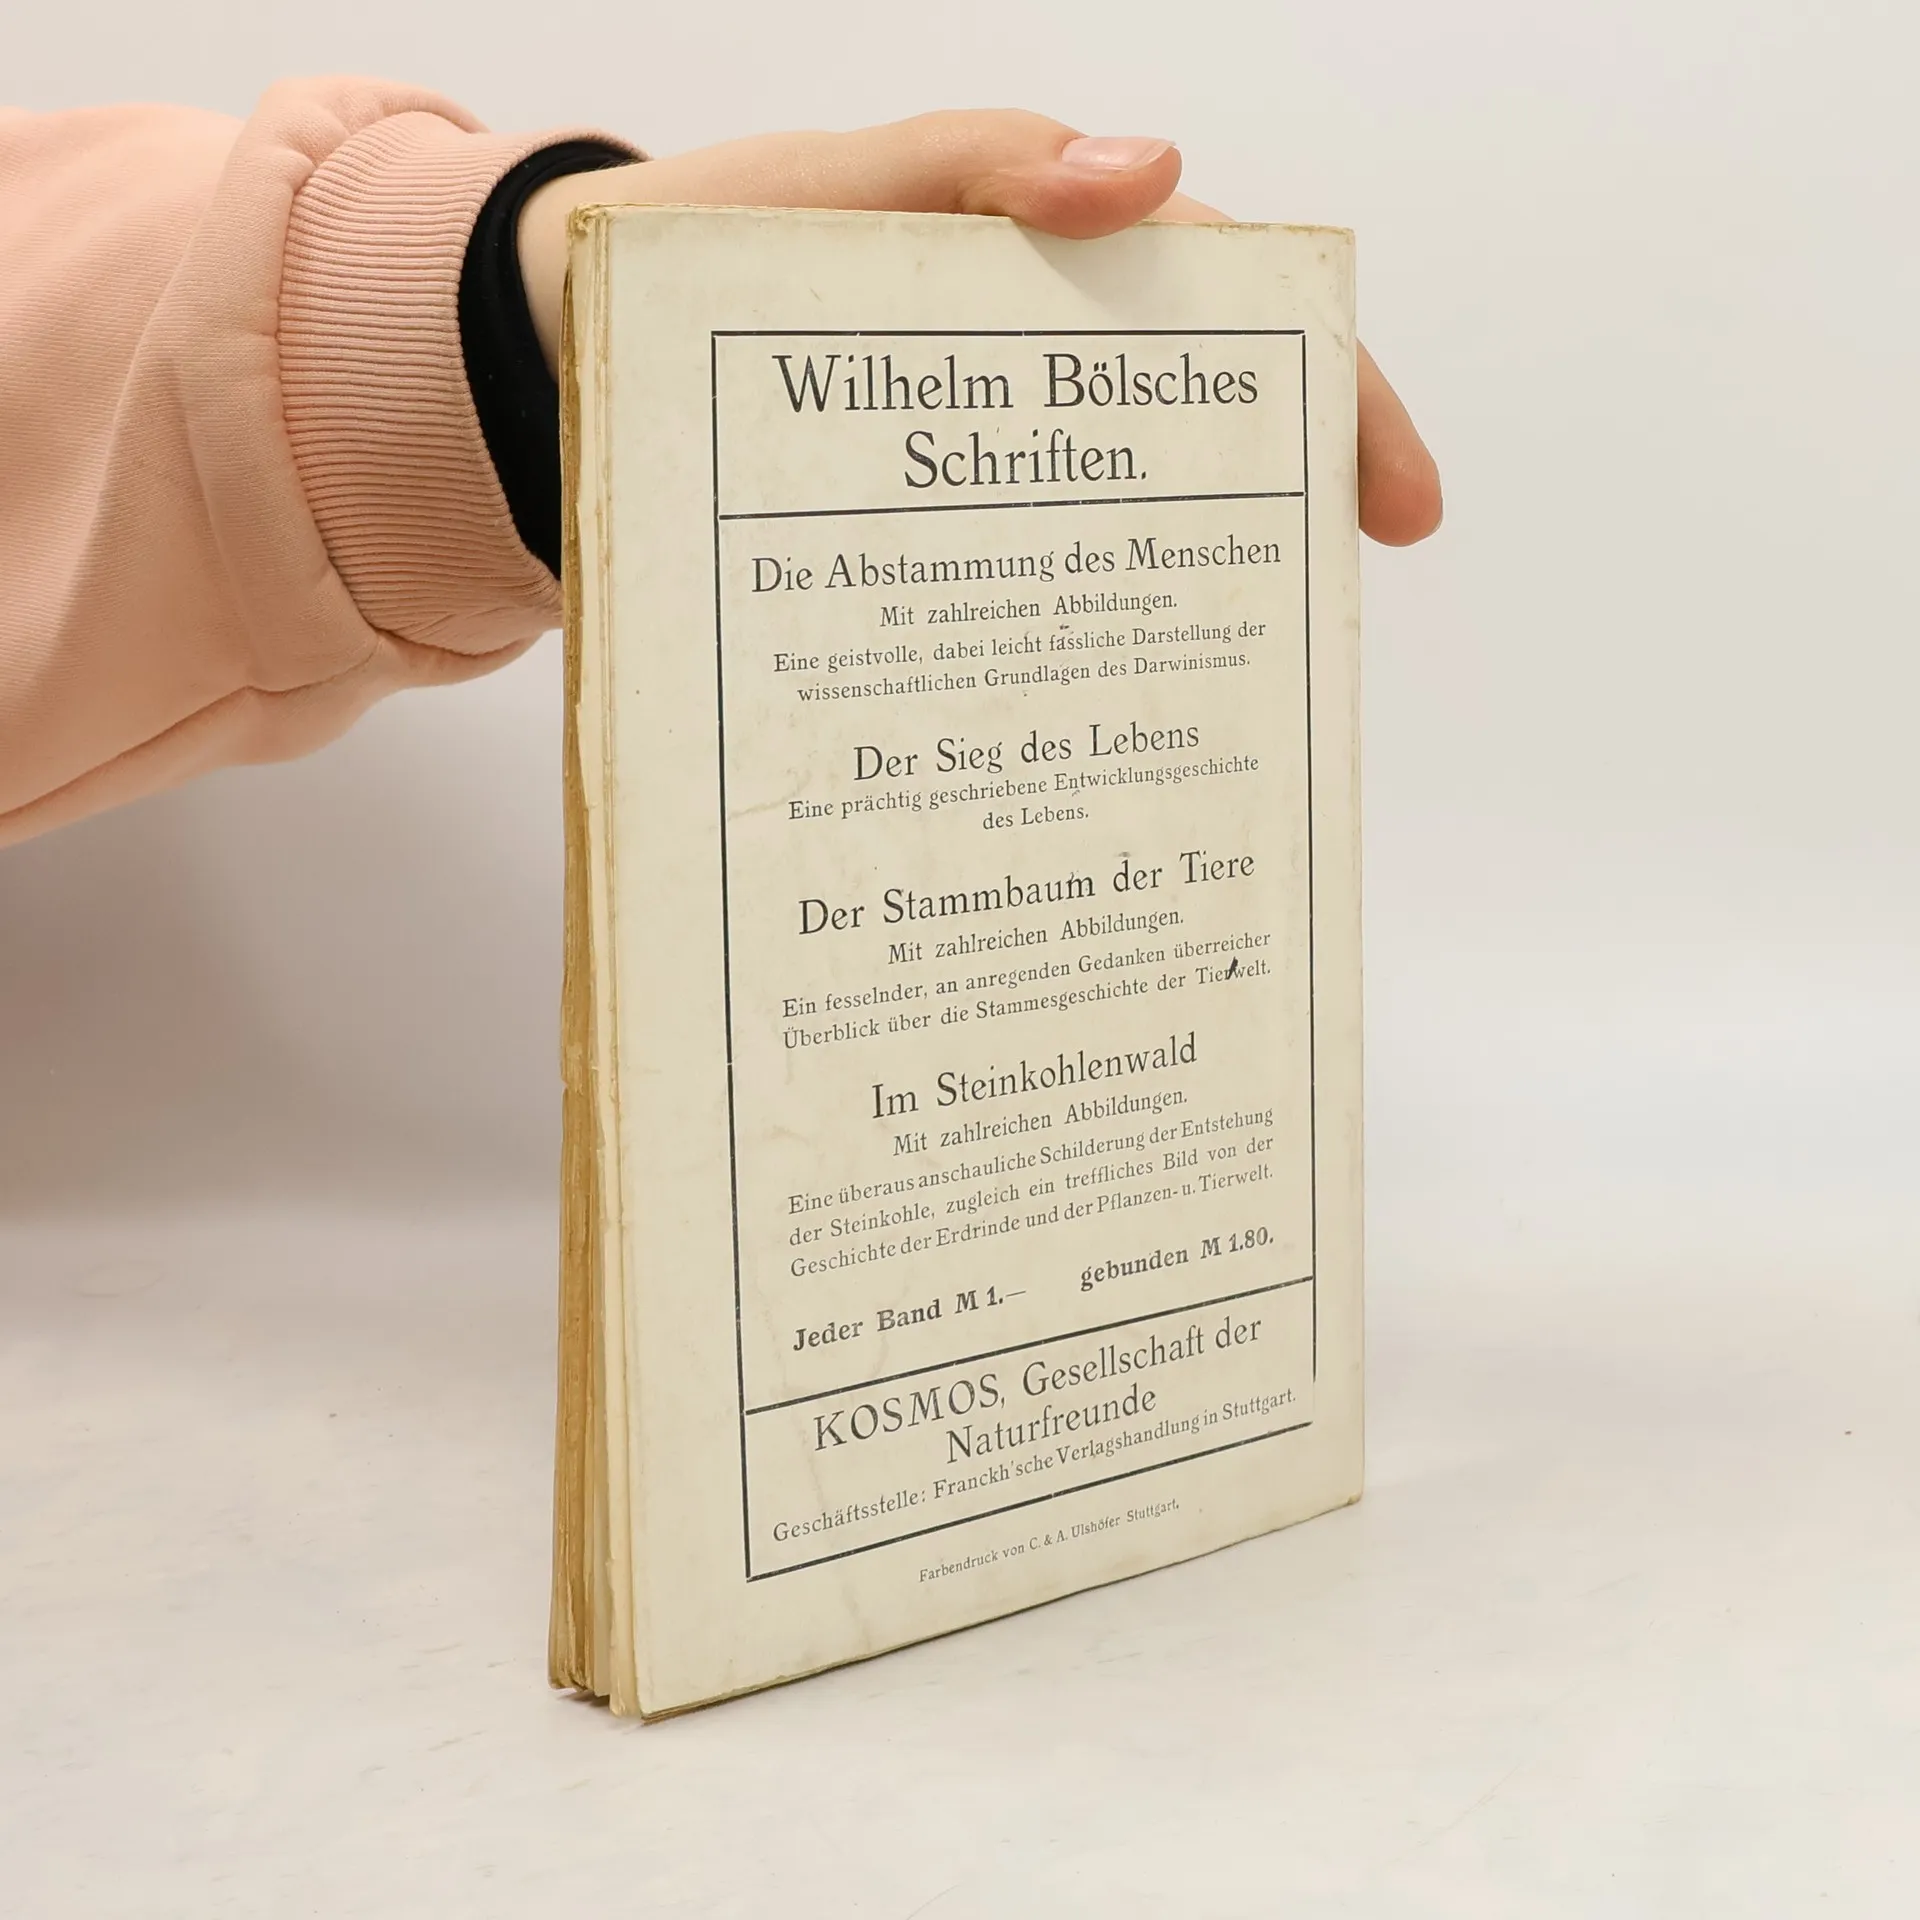 Wilhelm Bölsches
Schriften.
Die Abstammung des Menschen
Mit zahlreichen Abbildungen.
Eine geistvolle, dabei leicht fassliche Darstellung der
wissenschaftlichen Grundlagen des Darwinismus.
Der Sieg des Lebens
Eine prächtig geschriebene Entwicklungsgeschichte
des Lebens.
Der Stammbaum der Tiere
Mit zahlreichen Abbildungen.
Ein fesselnder, an anregenden Gedanken überreicher
Überblick über die Stammesgeschichte der Tierwelt.
Im Steinkohlenwald
Mit zahlreichen Abbildungen.
Eine überaus anschauliche Schilderung der Entstehung
der Steinkohle, zugleich ein treffliches Bild von der
Geschichte der Erdrinde und der Pflanzen- u. Tierwelt.
Jeder Band M 1.— gebunden M 1.80.
KOSMOS, Gesellschaft der
Naturfreunde
Geschäftsstelle: Franckh'sche Verlagshandlung in Stuttgart.
Farbendruck von C. & A. Ulshöfer Stuttgart.